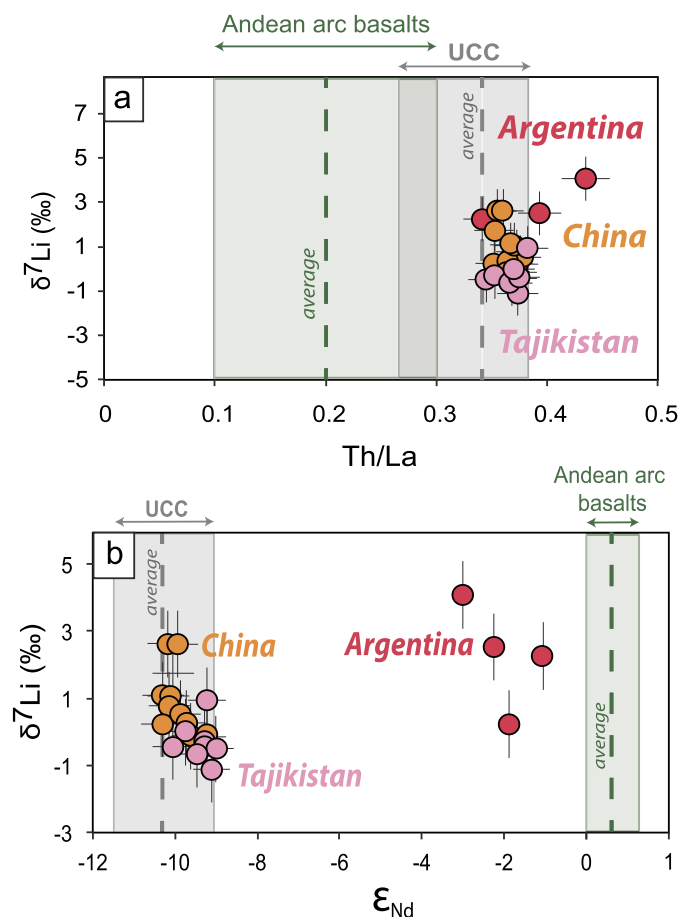 Andean arc basalts
UCC
a
7
5
3
1
-1
-3
-5
δ⁷Li (‰)
average
average
Argentina
China
Tajikistan
0
0.1
0.2
0.3
0.4
0.5
Th/La
UCC
Andean arc
basalts
b
5
3
1
-1
-3
δ⁷Li (‰)
average
China
Tajikistan
Argentina
average
-12
-10
-8
-6
-4
-2
0
1
εNd